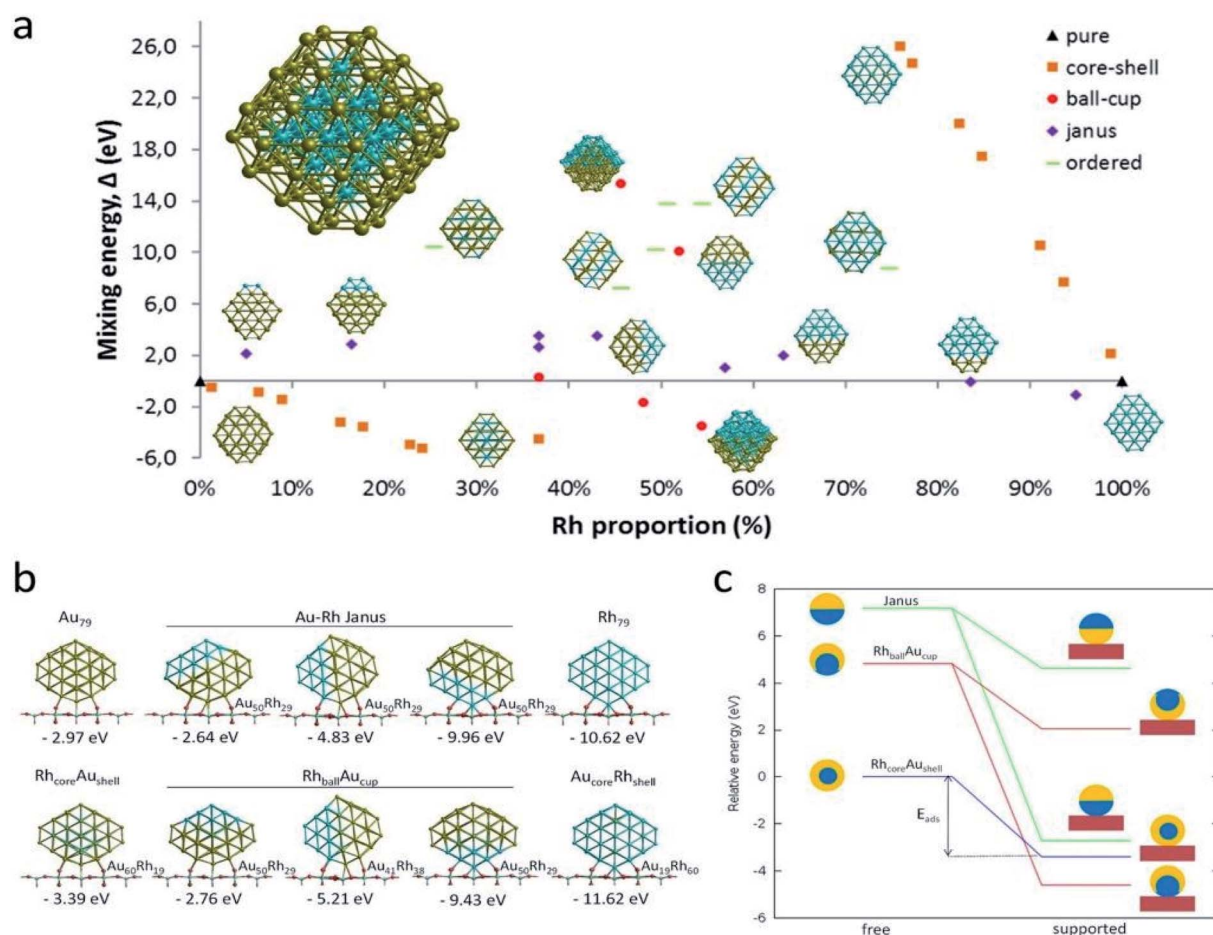 a
Mixing energy, Δ (eV)
26,0
22,0
18,0
14,0
10,0
6,0
2,0
-2,0
-6,0
pure
core-shell
ball-cup
janus
ordered
0% 10% 20% 30% 40% 50% 60% 70% 80% 90% 100%
Rh proportion (%)
b
Au79 Au-Rh Janus Rh79
Au50Rh29 Au50Rh29 Au50Rh29
- 2.97 eV - 2.64 eV -4.83 eV -9.96 eV - 10.62 eV
RhcoreAushell RhballAucup AucoreRhshell
Au60Rh19 Au50Rh29 Au41Rh38 Au50Rh29 Au19Rh60
- 3.39 eV - 2.76 eV - 5.21 eV - 9.43 eV - 11.62 eV
c
Relative energy (eV)
8
6
4
2
0
-2
-4
-6
Janus
RhballAucup
RhcoreAushell
Eads
free supported